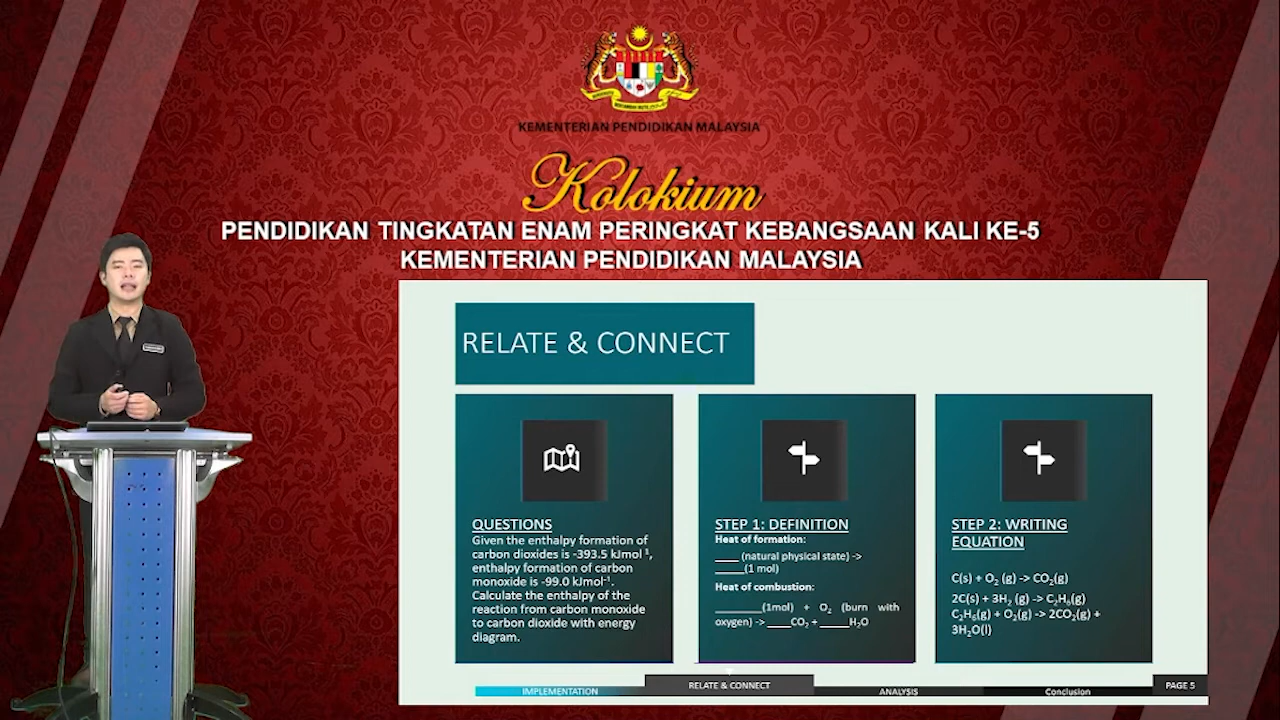 KEMENTERIAN PENDIDIKAN MALAYSIA
Kolokium
PENDIDIKAN TINGKATAN ENAM PERINGKAT KEBANGSAAN KALI KE-5
KEMENTERIAN PENDIDIKAN MALAYSIA
RELATE & CONNECT
QUESTIONS
Given the enthalpy formation of
carbon dioxides is -393.5 kJmol⁻¹,
enthalpy formation of carbon
monoxide is -99.0 kJmol⁻¹.
Calculate the enthalpy of the
reaction from carbon monoxide
to carbon dioxide with energy
diagram.
STEP 1: DEFINITION
Heat of formation:
____ (natural physical state) ->
_____(1 mol)
Heat of combustion:
________(1mol) + O₂ (burn with
oxygen) -> ____CO₂ + _____H₂O
STEP 2: WRITING
EQUATION
C(s) + O₂ (g) -> CO₂(g)
2C(s) + 3H₂ (g) -> C₂H₆(g)
C₂H₆(g) + O₂(g) -> 2CO₂(g) +
3H₂O(l)
IMPLEMENTATION
RELATE & CONNECT
ANALYSIS
Conclusion
PAGE 5